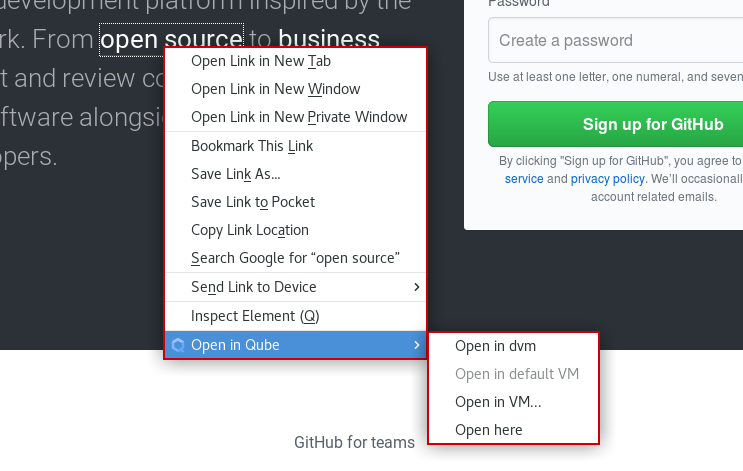 development platform inspired by the
rk. From open source to business
t and review co
ftware alongsi
opers.
Password
Create a password
Use at least one letter, one numeral, and seven
Sign up for GitHub
By clicking "Sign up for GitHub", you agree to
service and privacy policy. We'll occasionall
account related emails.
Open Link in New Tab
Open Link in New Window
Open Link in New Private Window
Bookmark This Link
Save Link As...
Save Link to Pocket
Copy Link Location
Search Google for “open source”
Send Link to Device
Inspect Element (Q)
Open in Qube
Open in dvm
Open in default VM
Open in VM...
Open here
GitHub for teams